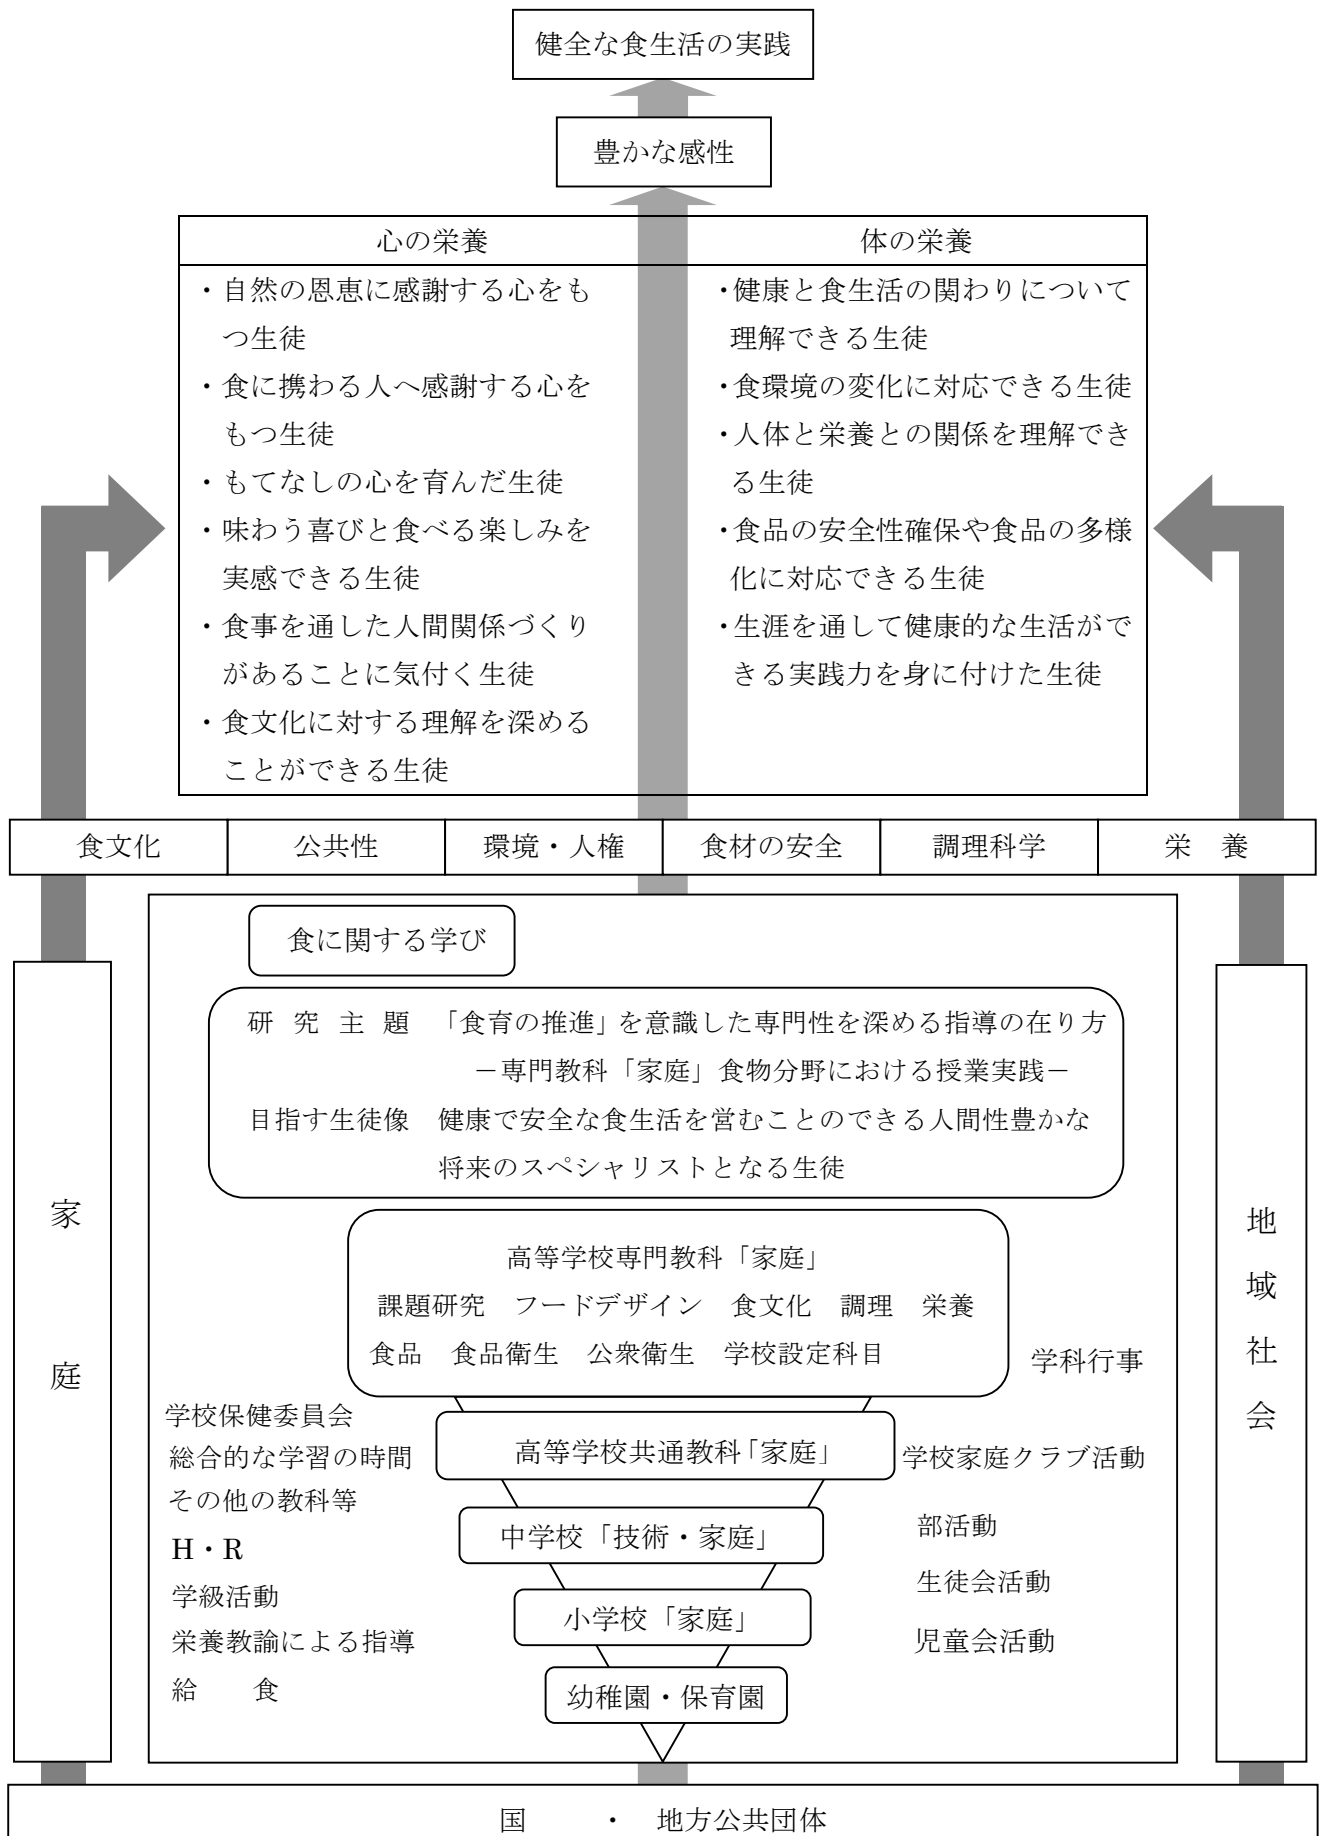 健全な食生活の実践
豊かな感性
心の栄養
・自然の恩恵に感謝する心をも
つ生徒
・食に携わる人へ感謝する心を
もつ生徒
・もてなしの心を育んだ生徒
・味わう喜びと食べる楽しみを
実感できる生徒
・食事を通した人間関係づくり
があることに気付く生徒
・食文化に対する理解を深める
ことができる生徒
体の栄養
・健康と食生活の関わりについて
理解できる生徒
・食環境の変化に対応できる生徒
・人体と栄養との関係を理解でき
る生徒
・食品の安全性確保や食品の多様
化に対応できる生徒
・生涯を通して健康的な生活がで
きる実践力を身に付けた生徒
食文化
公共性
環境・人権
食材の安全
調理科学
栄　養
家庭
食に関する学び
研 究 主 題　「食育の推進」を意識した専門性を深める指導の在り方
－専門教科「家庭」食物分野における授業実践－
目指す生徒像　健康で安全な食生活を営むことのできる人間性豊かな
将来のスペシャリストとなる生徒
高等学校専門教科「家庭」
課題研究　フードデザイン　食文化　調理　栄養
食品　食品衛生　公衆衛生　学校設定科目
高等学校共通教科「家庭」
中学校「技術・家庭」
小学校「家庭」
幼稚園・保育園
学校保健委員会
総合的な学習の時間
その他の教科等
H・R
学級活動
栄養教諭による指導
給　　食
学科行事
学校家庭クラブ活動
部活動
生徒会活動
児童会活動
地域社会
国　　　・　地方公共団体